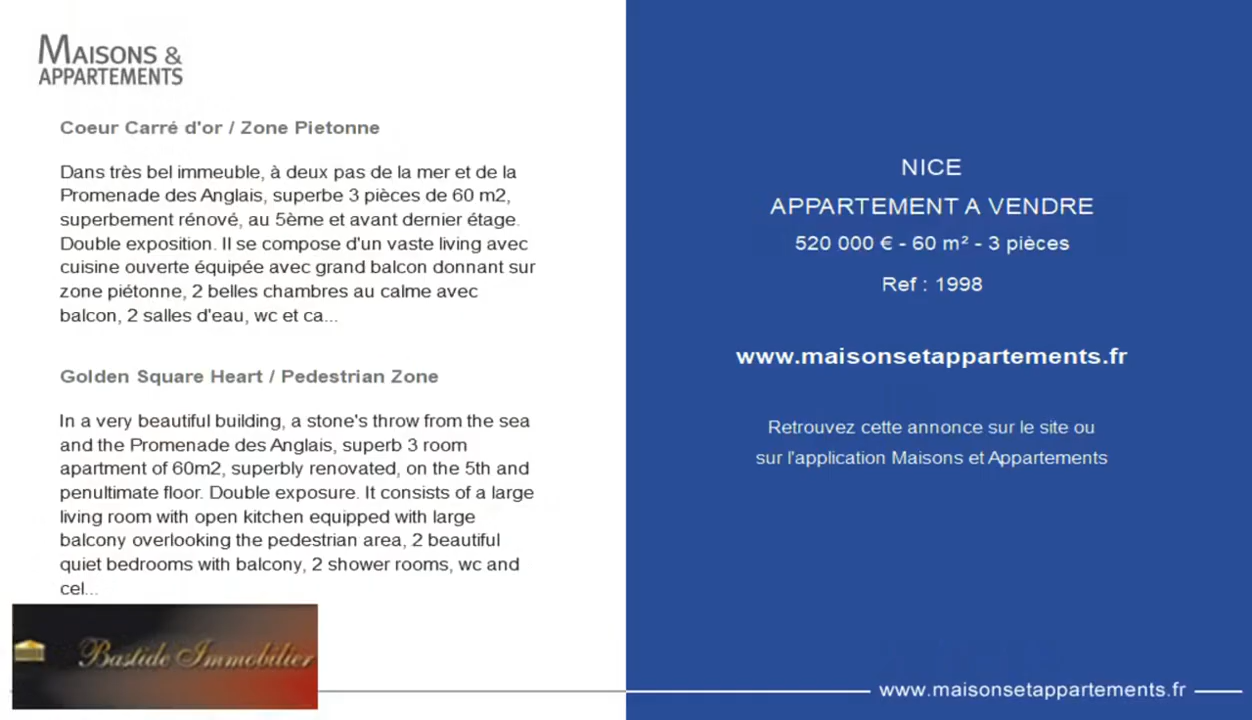 MAISONS &
APPARTEMENTS
Coeur Carré d'or / Zone Pietonne
Dans très bel immeuble, à deux pas de la mer et de la
Promenade des Anglais, superbe 3 pièces de 60 m2,
superbement rénové, au 5ème et avant dernier étage.
Double exposition. Il se compose d'un vaste living avec
cuisine ouverte équipée avec grand balcon donnant sur
zone piétonne, 2 belles chambres au calme avec
balcon, 2 salles d'eau, wc et ca...
Golden Square Heart / Pedestrian Zone
In a very beautiful building, a stone's throw from the sea
and the Promenade des Anglais, superb 3 room
apartment of 60m2, superbly renovated, on the 5th and
penultimate floor. Double exposure. It consists of a large
living room with open kitchen equipped with large
balcony overlooking the pedestrian area, 2 beautiful
quiet bedrooms with balcony, 2 shower rooms, wc and
cel...
Bastide Immobilier
NICE
APPARTEMENT A VENDRE
520 000 € - 60 m² - 3 pièces
Ref : 1998
www.maisonsetappartements.fr
Retrouvez cette annonce sur le site ou
sur l'application Maisons et Appartements
www.maisonsetappartements.fr